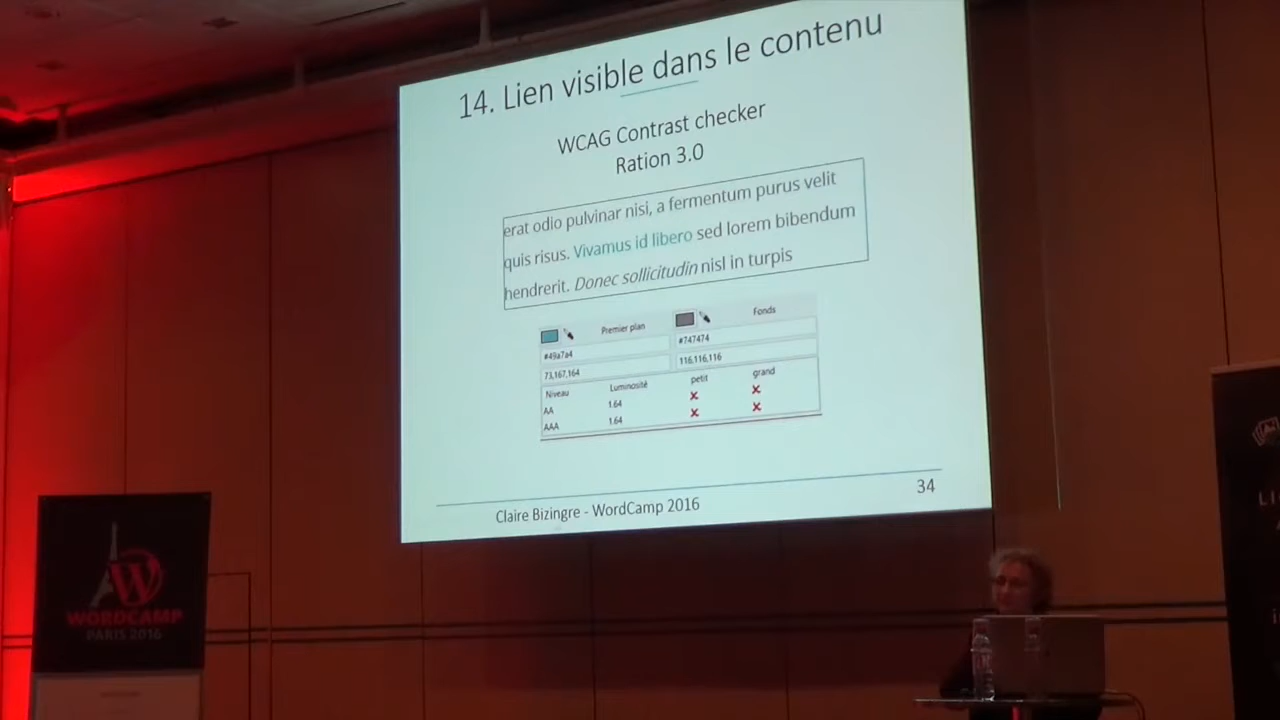 14. Lien visible dans le contenu
WCAG Contrast checker
Ration 3.0
erat odio pulvinar nisi, a fermentum purus velit
quis risus. Vivamus id libero sed lorem bibendum
hendrerit. Donec sollicitudin nisl in turpis
Premier plan
Fonds
#49a7a4
#747474
73,167,164
116,116,116
Niveau Luminosité petit grand
AA 1.64 x x
AAA 1.64 x x
Claire Bizingre - WordCamp 2016
34
W
WORDCAMP
PARIS 2016